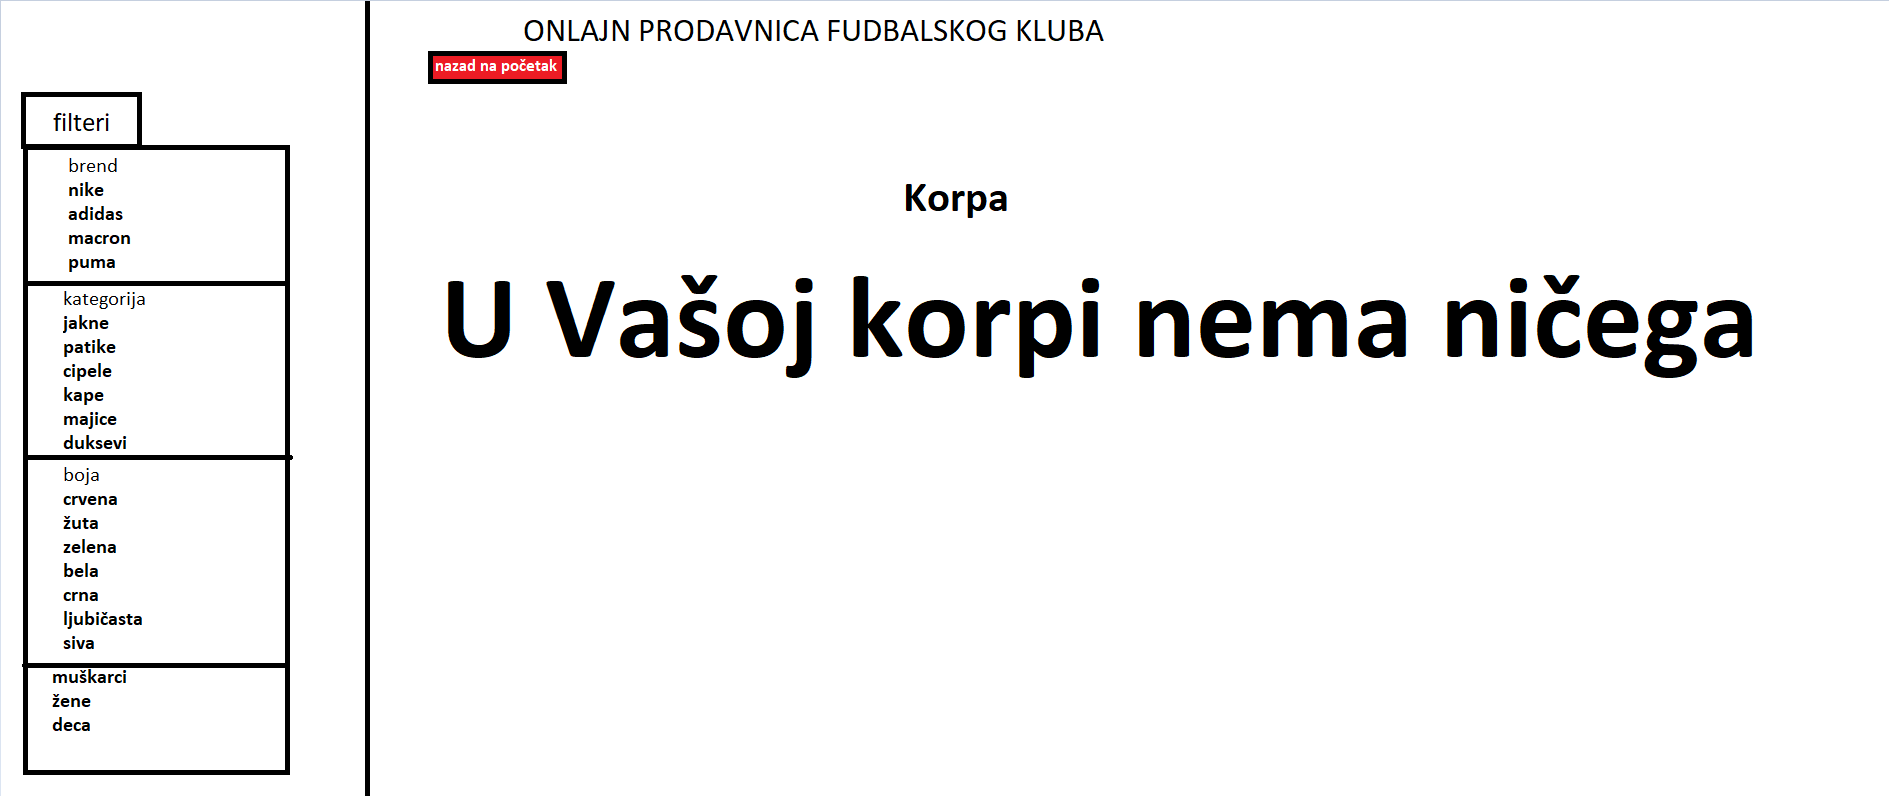 ONLAJN PRODAVNICA FUDBALSKOG KLUBA
nazad na početak
filteri
brend
nike
adidas
macron
puma
kategorija
jakne
patike
cipele
kape
majice
duksevi
boja
crvena
žuta
zelena
bela
crna
ljubičasta
siva
muškarci
žene
deca
Korpa
U Vašoj korpi nema ničega